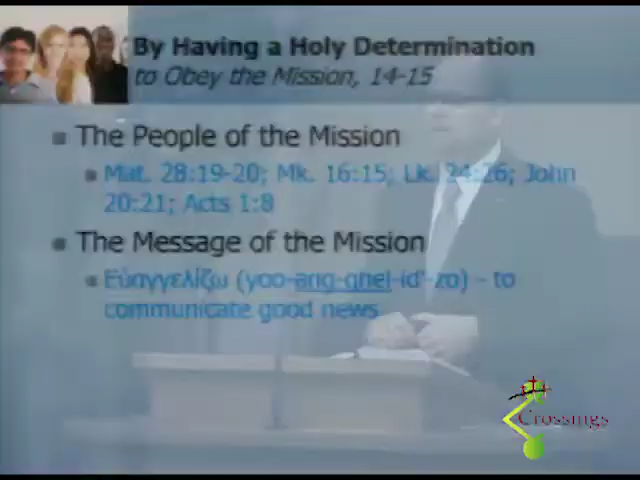 By Having a Holy Determination
to Obey the Mission, 14-15
The People of the Mission
Mat. 28:19-20; Mk. 16:15; Lk. 24:26; John
20:21; Acts 1:8
The Message of the Mission
Εὐαγγελίζω (yoo-ang-ghel-id'-zo) - to
communicate good news
Crossings